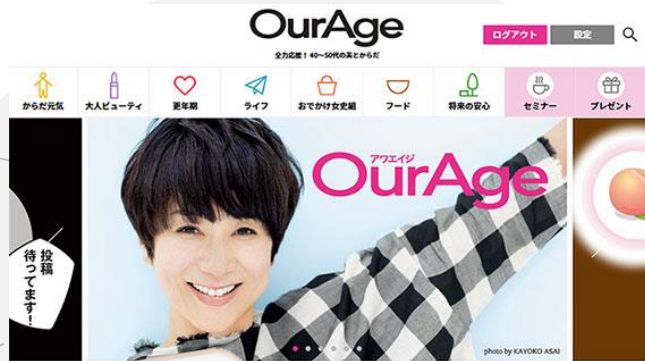 OurAge
全力応援！40〜50代の美とからだ
ログアウト
設定
からだ元気
大人ビューティ
更年期
ライフ
おでかけ女史組
フード
将来の安心
セミナー
プレゼント
アワエイジ
OurAge
投稿
待ってます！
photo by KAYOKO ASAI